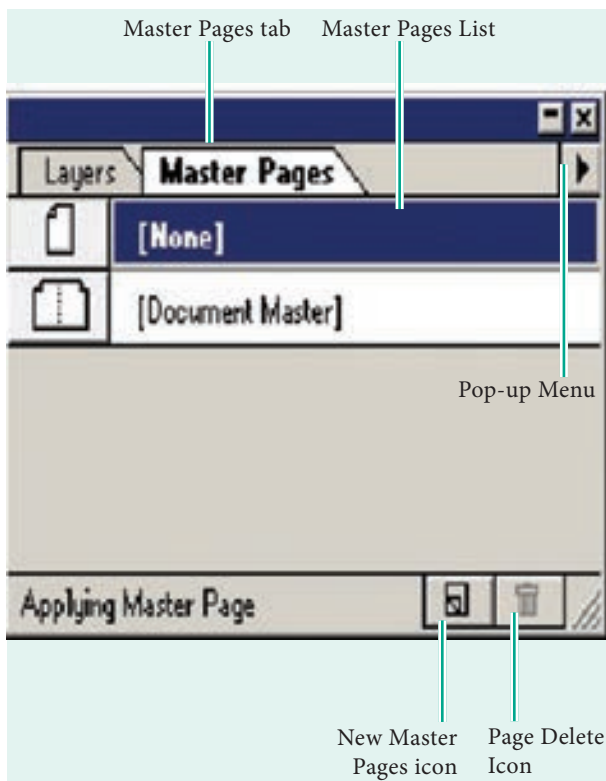 Master Pages tab
Master Pages List
Layers
Master Pages
[None]
[Document Master]
Pop-up Menu
Applying Master Page
New Master
Pages icon
Page Delete
Icon